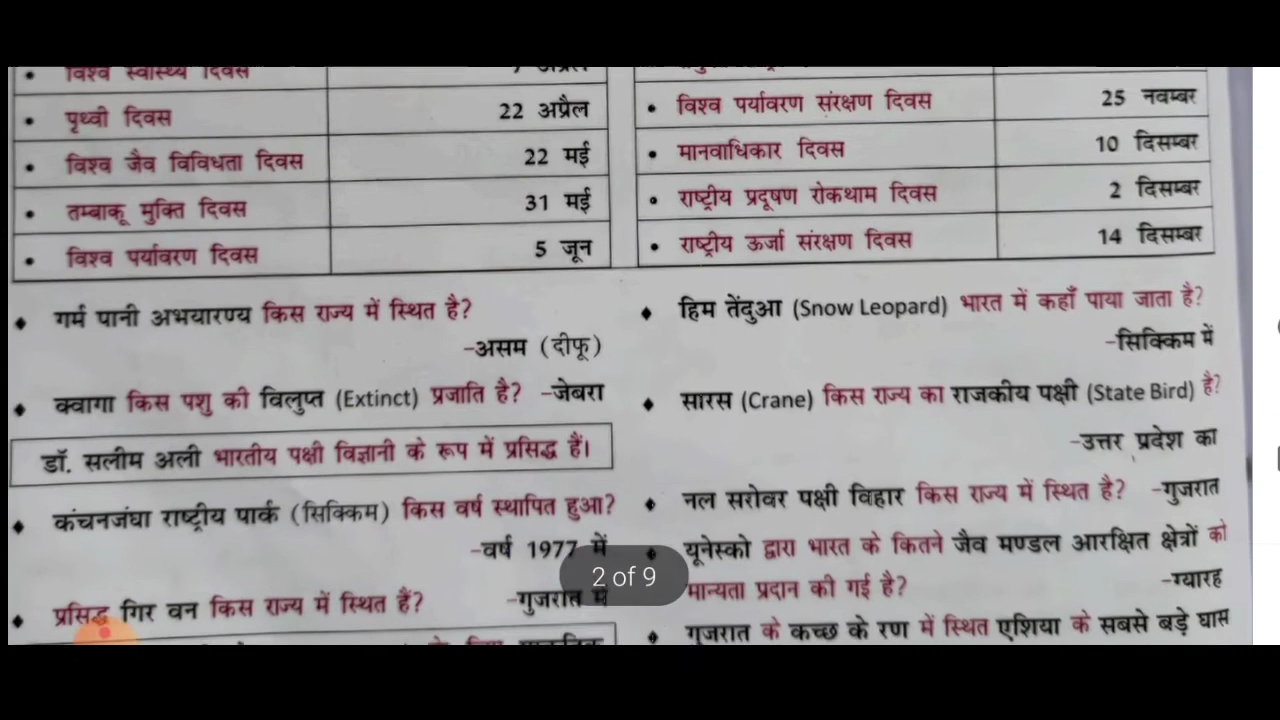 • विश्व स्वास्थ्य दिवस 7 अप्रैल
• पृथ्वी दिवस 22 अप्रैल
• विश्व जैव विविधता दिवस 22 मई
• तम्बाकू मुक्ति दिवस 31 मई
• विश्व पर्यावरण दिवस 5 जून
♦ गर्म पानी अभयारण्य किस राज्य में स्थित है?
-असम (दीफू)
♦ क्वागा किस पशु की विलुप्त (Extinct) प्रजाति है? -जेबरा
डॉ. सलीम अली भारतीय पक्षी विज्ञानी के रूप में प्रसिद्ध हैं।
♦ कंचनजंघा राष्ट्रीय पार्क (सिक्किम) किस वर्ष स्थापित हुआ?
-वर्ष 1977 में
♦ प्रसिद्ध गिर वन किस राज्य में स्थित हैं? -गुजरात में
• विश्व पर्यावरण संरक्षण दिवस 25 नवम्बर
• मानवाधिकार दिवस 10 दिसम्बर
• राष्ट्रीय प्रदूषण रोकथाम दिवस 2 दिसम्बर
• राष्ट्रीय ऊर्जा संरक्षण दिवस 14 दिसम्बर
♦ हिम तेंदुआ (Snow Leopard) भारत में कहाँ पाया जाता है?
-सिक्किम में
♦ सारस (Crane) किस राज्य का राजकीय पक्षी (State Bird) है?
-उत्तर प्रदेश का
♦ नल सरोवर पक्षी विहार किस राज्य में स्थित है? -गुजरात
♦ यूनेस्को द्वारा भारत के कितने जैव मण्डल आरक्षित क्षेत्रों को
मान्यता प्रदान की गई है? -ग्यारह
♦ गुजरात के कच्छ के रण में स्थित एशिया के सबसे बड़े घास
2 of 9